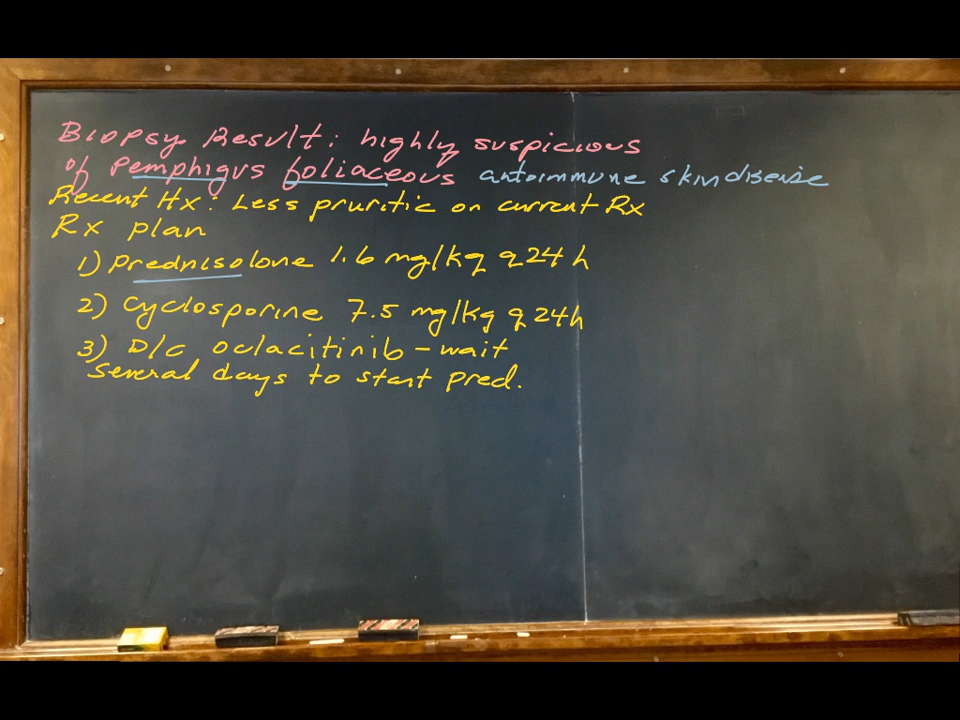 Biopsy Result: highly suspicious
of Pemphigus foliaceous autoimmune skin disease
Recent Hx: Less pruritic on current Rx
Rx plan
1) Prednisolone 1.6 mg/kg q24h
2) Cyclosporine 7.5 mg/kg q24h
3) D/C oclacitinib - wait
several days to start pred.